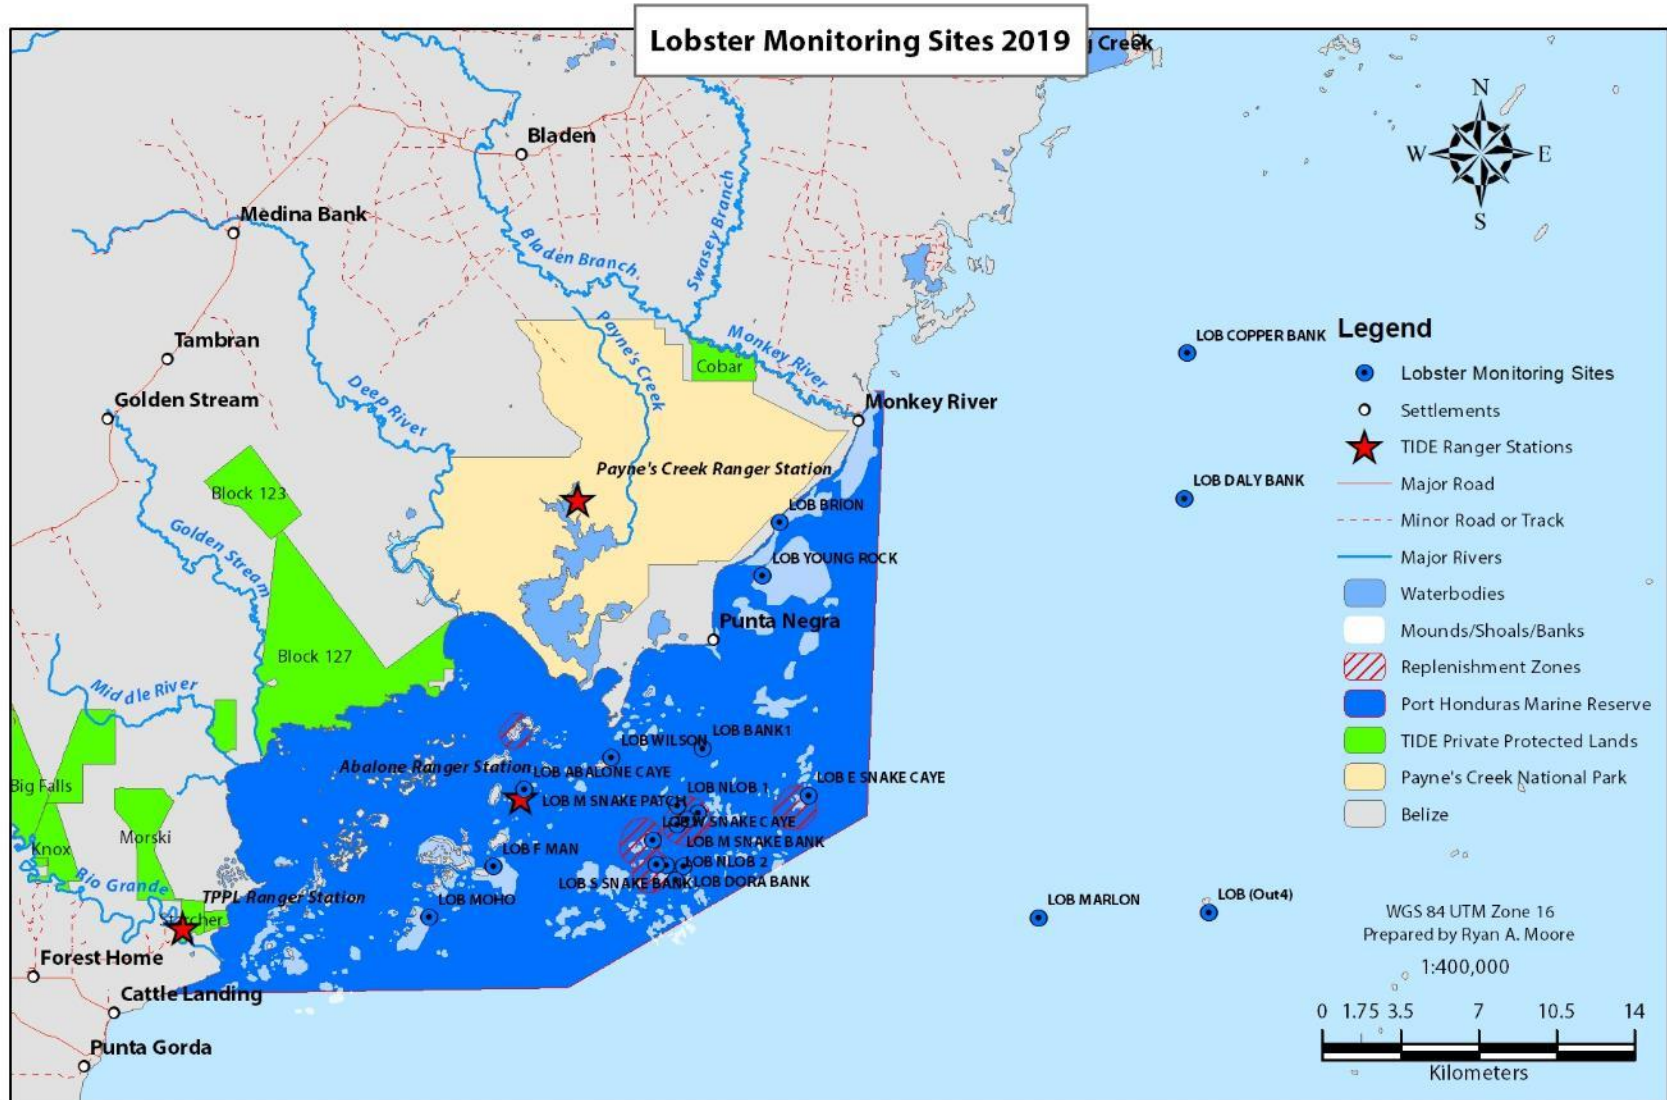 Lobster Monitoring Sites 2019
Creek
N
W
E
S
Bladen
Medina Bank
Bladen Branch
Swasey Branch
Tambran
Payne's Creek
Monkey River
Cobar
Golden Stream
Deep River
Monkey River
LOB COPPER BANK
Payne's Creek Ranger Station
Block 123
LOB DALY BANK
LOB BRION
Golden Stream
LOB YOUNG ROCK
Punta Negra
Block 127
Middle River
LOB WILSON
LOB BANK1
Abalone Ranger Station
LOB ABALONE CAYE
LOB E SNAKE CAYE
Big Falls
LOB NLOB 1
LOB M SNAKE PATCH
LOB W SNAKE CAYE
Morski
LOB M SNAKE BANK
Knox
LOB F MAN
LOB NLOB 2
Rio Grande
LOB S SNAKE BANK
LOB DORA BANK
TPPL Ranger Station
LOB MOHO
LOB MARLON
LOB (Out4)
Forest Home
Cattle Landing
Punta Gorda
Legend
Lobster Monitoring Sites
Settlements
TIDE Ranger Stations
Major Road
Minor Road or Track
Major Rivers
Waterbodies
Mounds/Shoals/Banks
Replenishment Zones
Port Honduras Marine Reserve
TIDE Private Protected Lands
Payne's Creek National Park
Belize
WGS 84 UTM Zone 16
Prepared by Ryan A. Moore
1:400,000
0 1.75 3.5 7 10.5 14
Kilometers